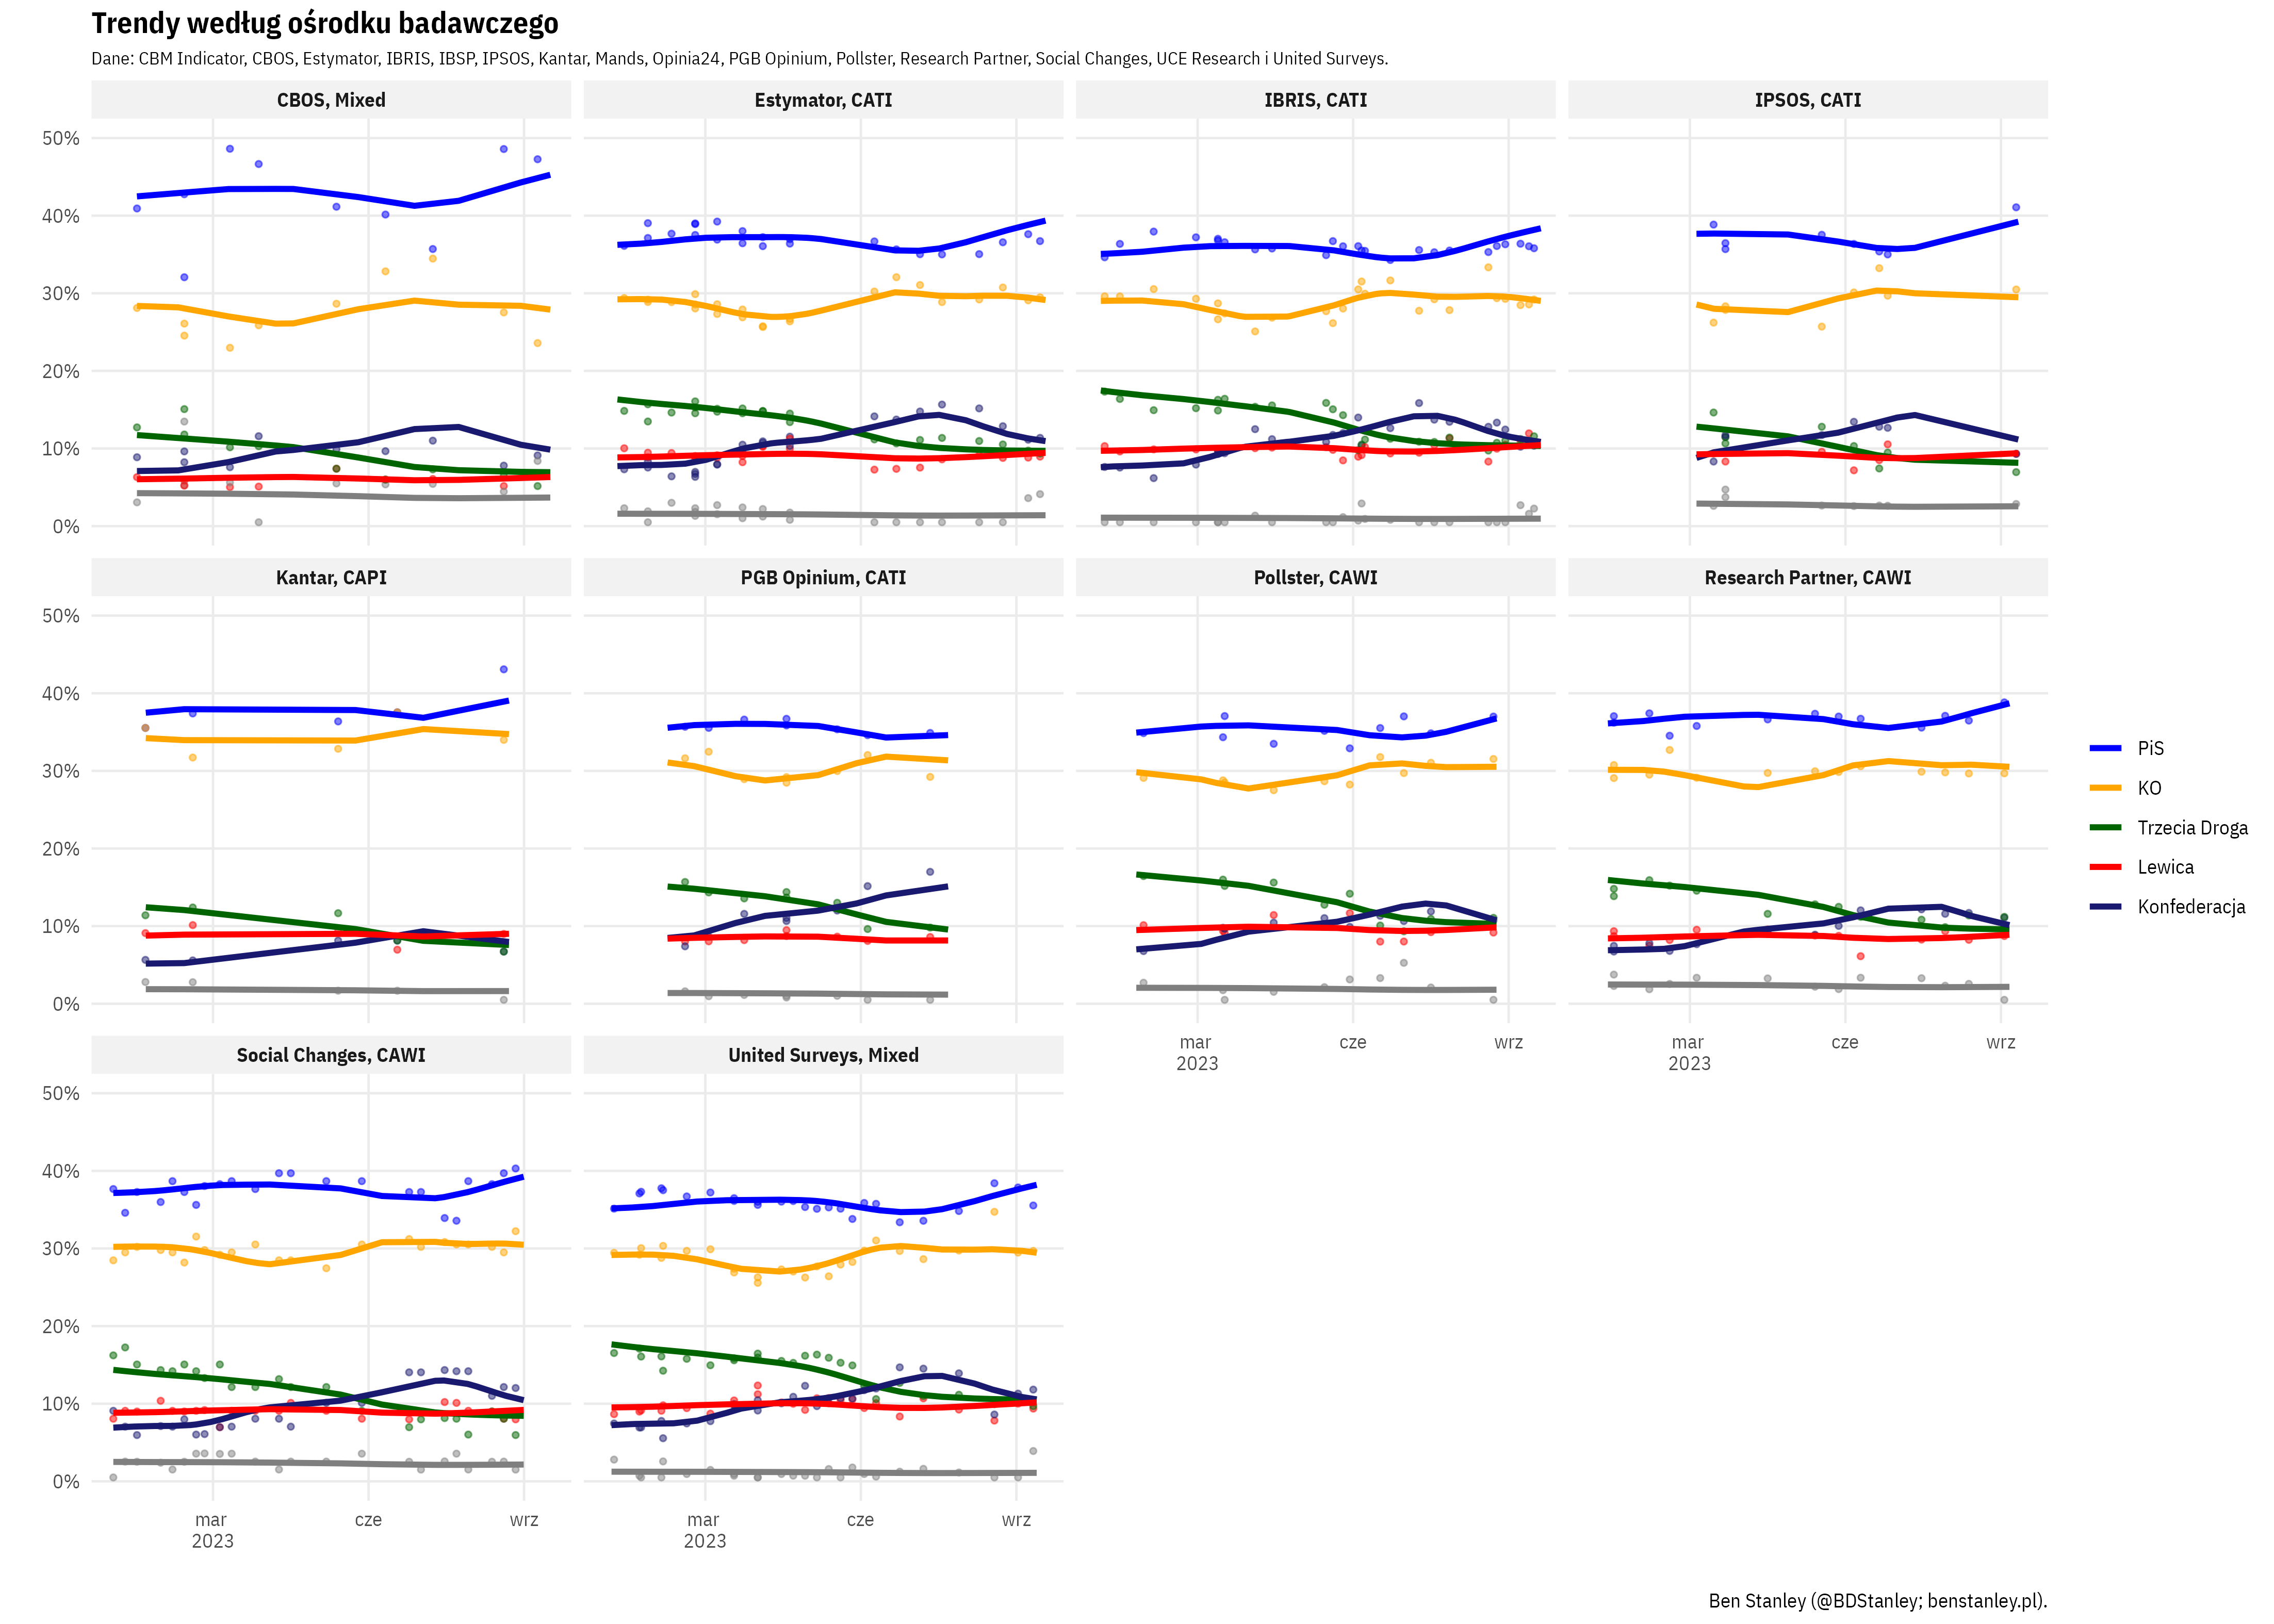 Trendy według ośrodku badawczego
Dane: CBM Indicator, CBOS, Estymator, IBRIS, IBSP, IPSOS, Kantar, Mands, Opinia24, PGB Opinium, Pollster, Research Partner, Social Changes, UCE Research i United Surveys.
CBOS, Mixed
Estymator, CATI
IBRIS, CATI
IPSOS, CATI
50%
40%
30%
20%
10%
0%
Kantar, CAPI
PGB Opinium, CATI
Pollster, CAWI
Research Partner, CAWI
50%
40%
30%
20%
10%
0%
mar
2023
cze
wrz
mar
2023
cze
wrz
Social Changes, CAWI
United Surveys, Mixed
50%
40%
30%
20%
10%
0%
mar
2023
cze
wrz
mar
2023
cze
wrz
PiS
KO
Trzecia Droga
Lewica
Konfederacja
Ben Stanley (@BDStanley; benstanley.pl).